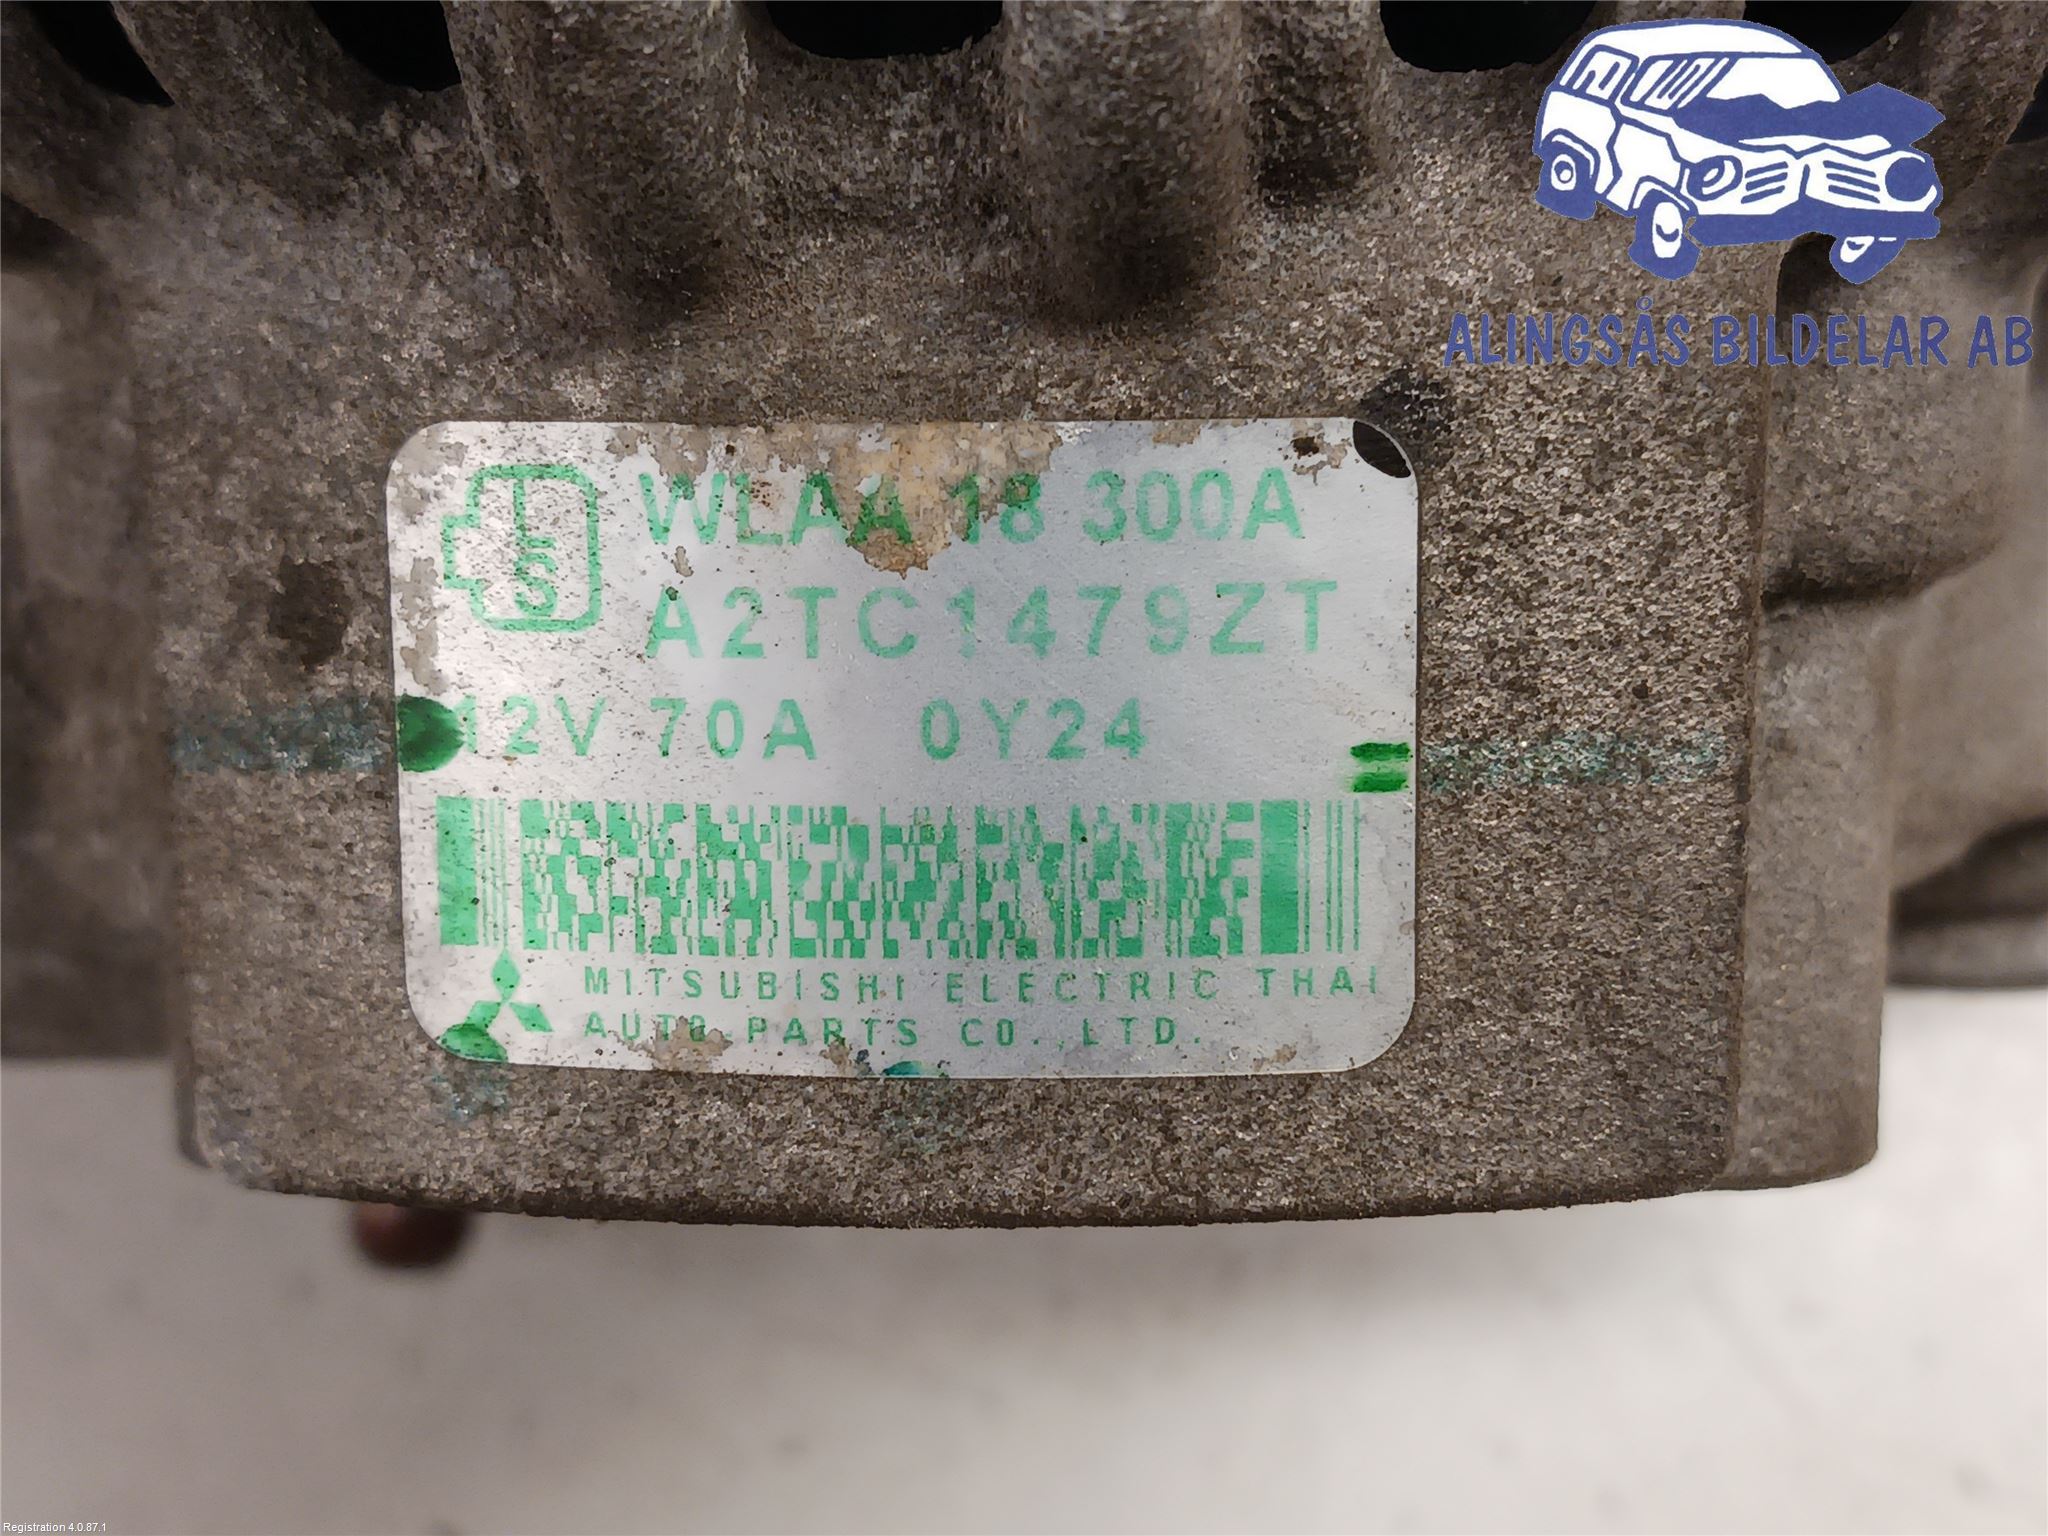 ALINGSÅS BILDELAR AB
WLAA 18 300A
A2TC1479ZT
12V 70A 0Y24
MITSUBISHI ELECTRIC THAI
AUTO PARTS CO.,LTD.
Registration 4.0.87.1